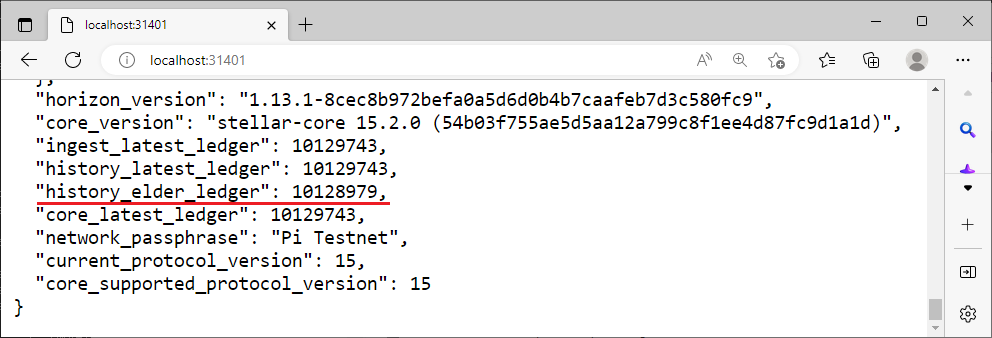 localhost:31401
localhost:31401
"horizon_version": "1.13.1-8cec8b972befa0a5d6d0b4b7caafeb7d3c580fc9",
"core_version": "stellar-core 15.2.0 (54b03f755ae5d5aa12a799c8f1ee4d87fc9d1a1d)",
"ingest_latest_ledger": 10129743,
"history_latest_ledger": 10129743,
"history_elder_ledger": 10128979,
"core_latest_ledger": 10129743,
"network_passphrase": "Pi Testnet",
"current_protocol_version": 15,
"core_supported_protocol_version": 15
}